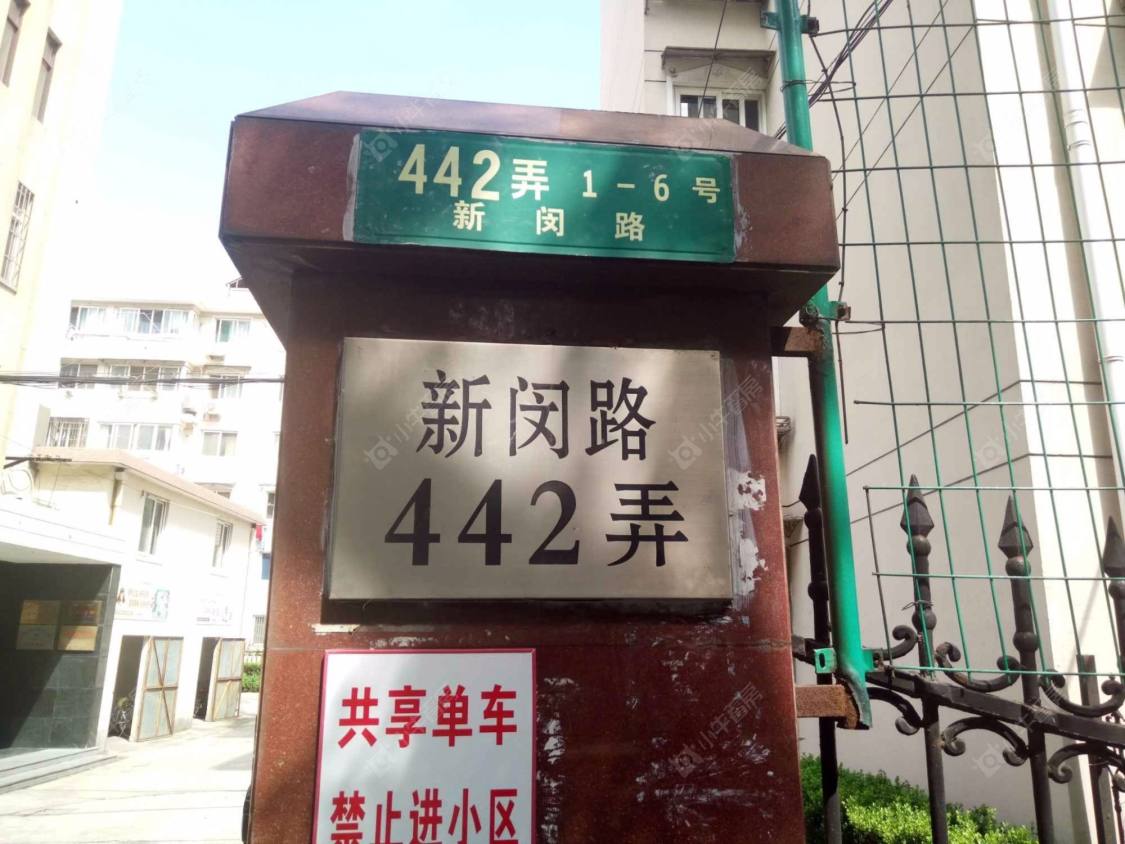 442弄 1-6号
新闵路
新闵路
442弄
共享单车
禁止进小区